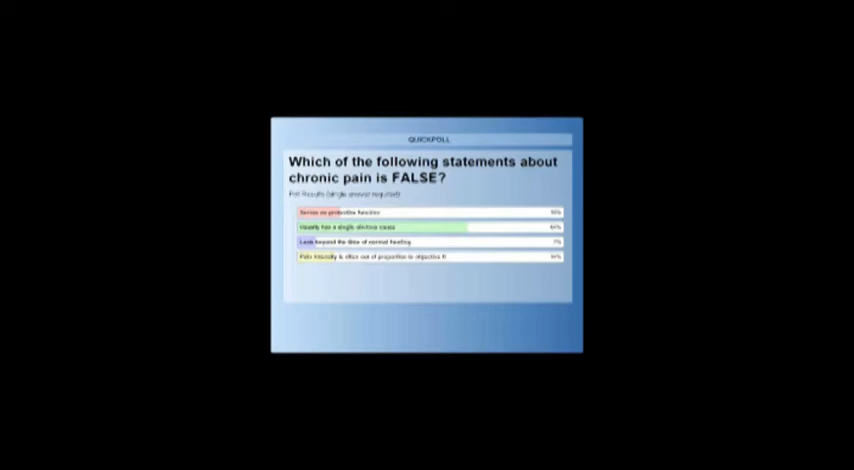 QUICKPOLL
Which of the following statements about
chronic pain is FALSE?
Poll Results (single answer required):
Serves no protective function
Usually has a single obvious cause
Lasts beyond the time of normal healing
Pain intensity is often out of proportion to objective fi